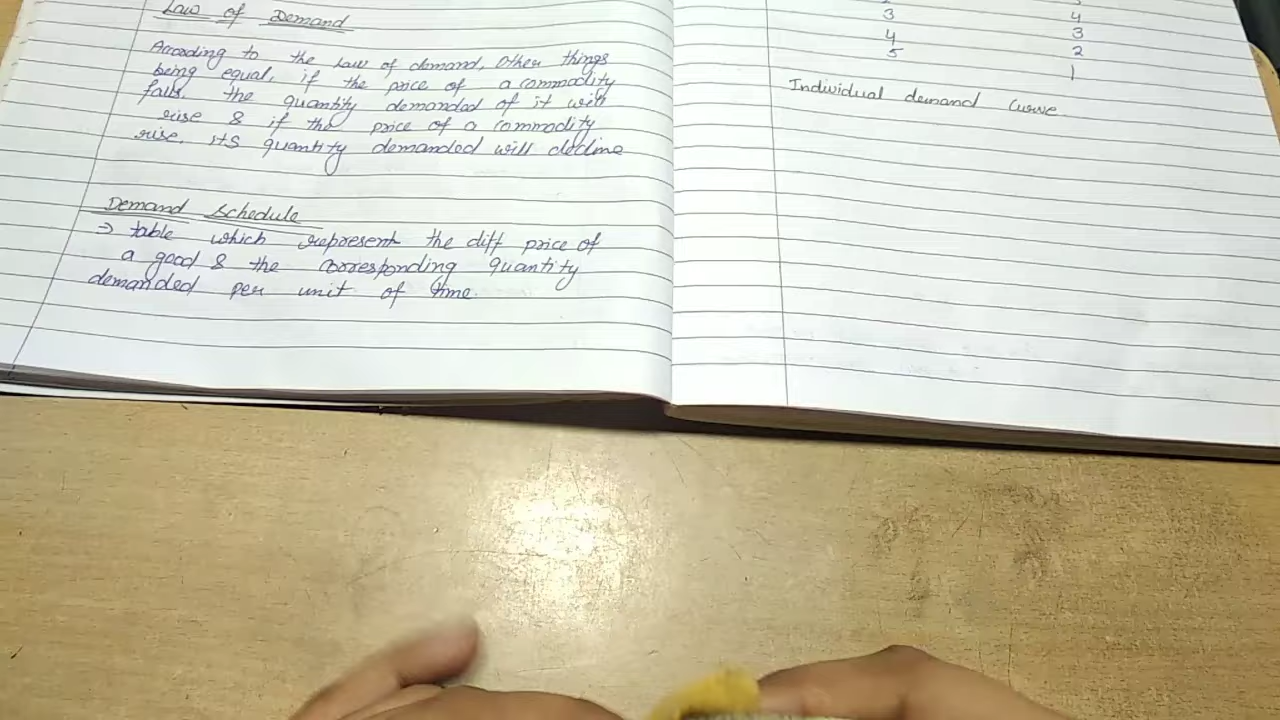 Law of Demand
According to the law of demand, Other things
being equal, if the price of a commodity
falls, the quantity demanded of it will
rise & if the price of a commodity
rise, its quantity demanded will decline
Demand Schedule
⇒ table which represent the diff price of
a good & the corresponding quantity
demanded per unit of time.
3 4
4 3
5 2
1
Individual demand Curve